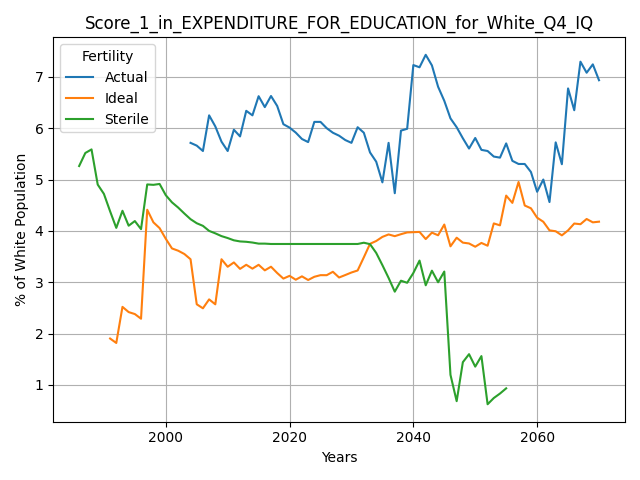 Score_1_in_EXPENDITURE_FOR_EDUCATION_for_White_Q4_IQ
Fertility
Actual
Ideal
Sterile
% of White Population
7
6
5
4
3
2
1
2000 2020 2040 2060
Years